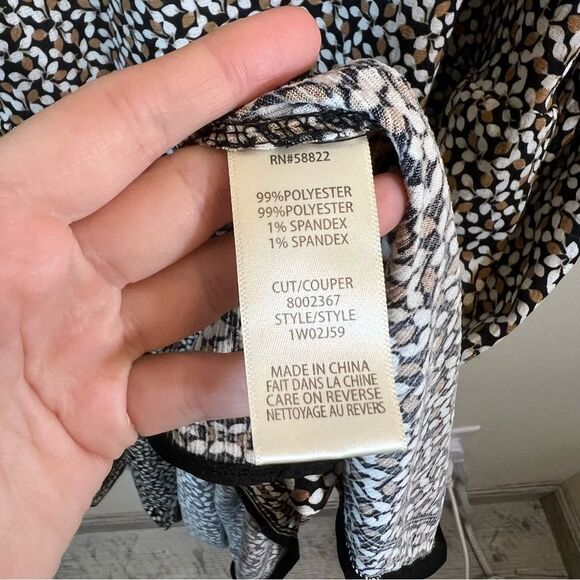 RN#58822
99%POLYESTER
99%POLYESTER
1% SPANDEX
1% SPANDEX
CUT/COUPER
8002367
STYLE/STYLE
1W02J59
MADE IN CHINA
FAIT DANS LA CHINE
CARE ON REVERSE
NETTOYAGE AU REVERS